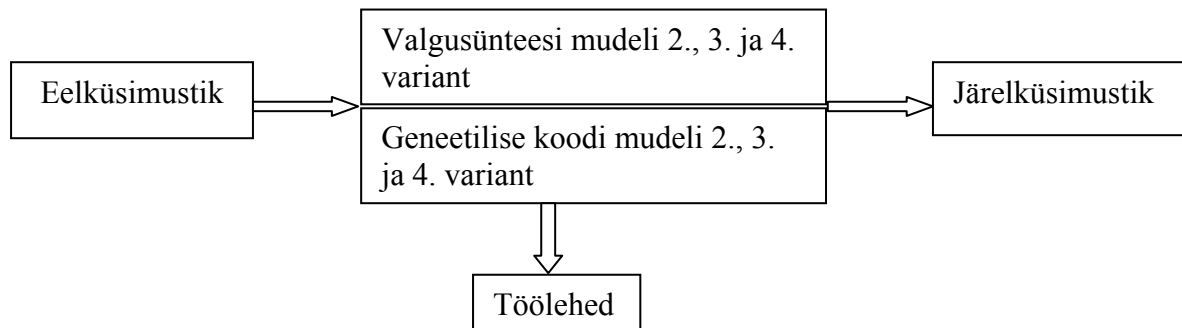 Eelküsimustik
Valgusünteesi mudeli 2., 3. ja 4.
variant
Geneetilise koodi mudeli 2., 3.
ja 4. variant
Järelküsimustik
Töölehed